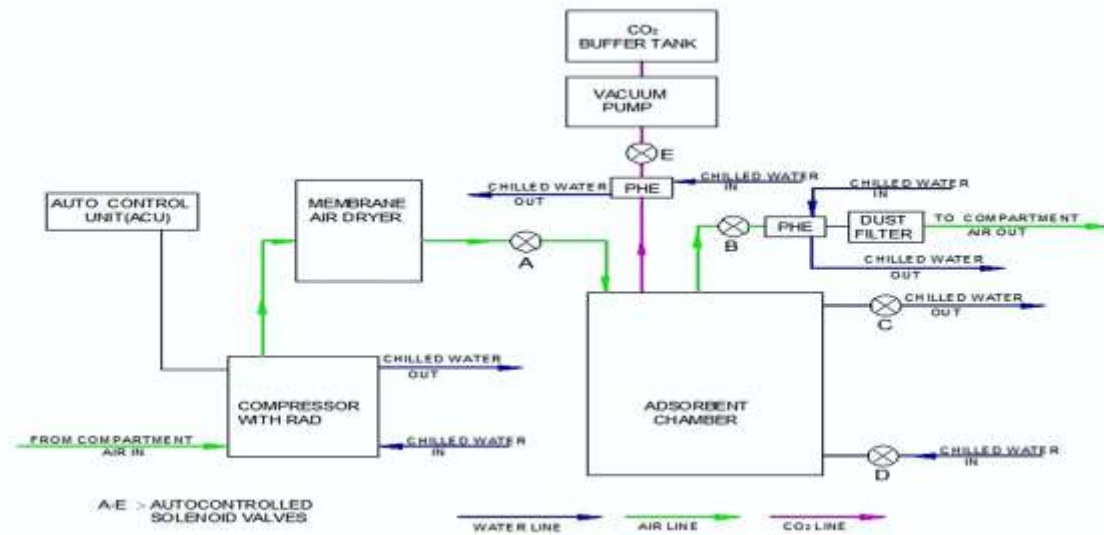 CO₂
BUFFER TANK
VACUUM
PUMP
E
CHILLED WATER
IN
CHILLED WATER
OUT
PHE
CHILLED WATER
IN
AUTO CONTROL
UNIT(ACU)
MEMBRANE
AIR DRYER
A
B
PHE
DUST
FILTER
TO COMPARTMENT
AIR OUT
CHILLED WATER
OUT
CHILLED WATER
OUT
C
CHILLED WATER
OUT
COMPRESSOR
WITH RAD
ADSORBENT
CHAMBER
FROM COMPARTMENT
AIR IN
CHILLED WATER
IN
CHILLED WATER
IN
D
A-E :- AUTOCONTROLLED
SOLENOID VALVES
WATER LINE
AIR LINE
CO₂ LINE